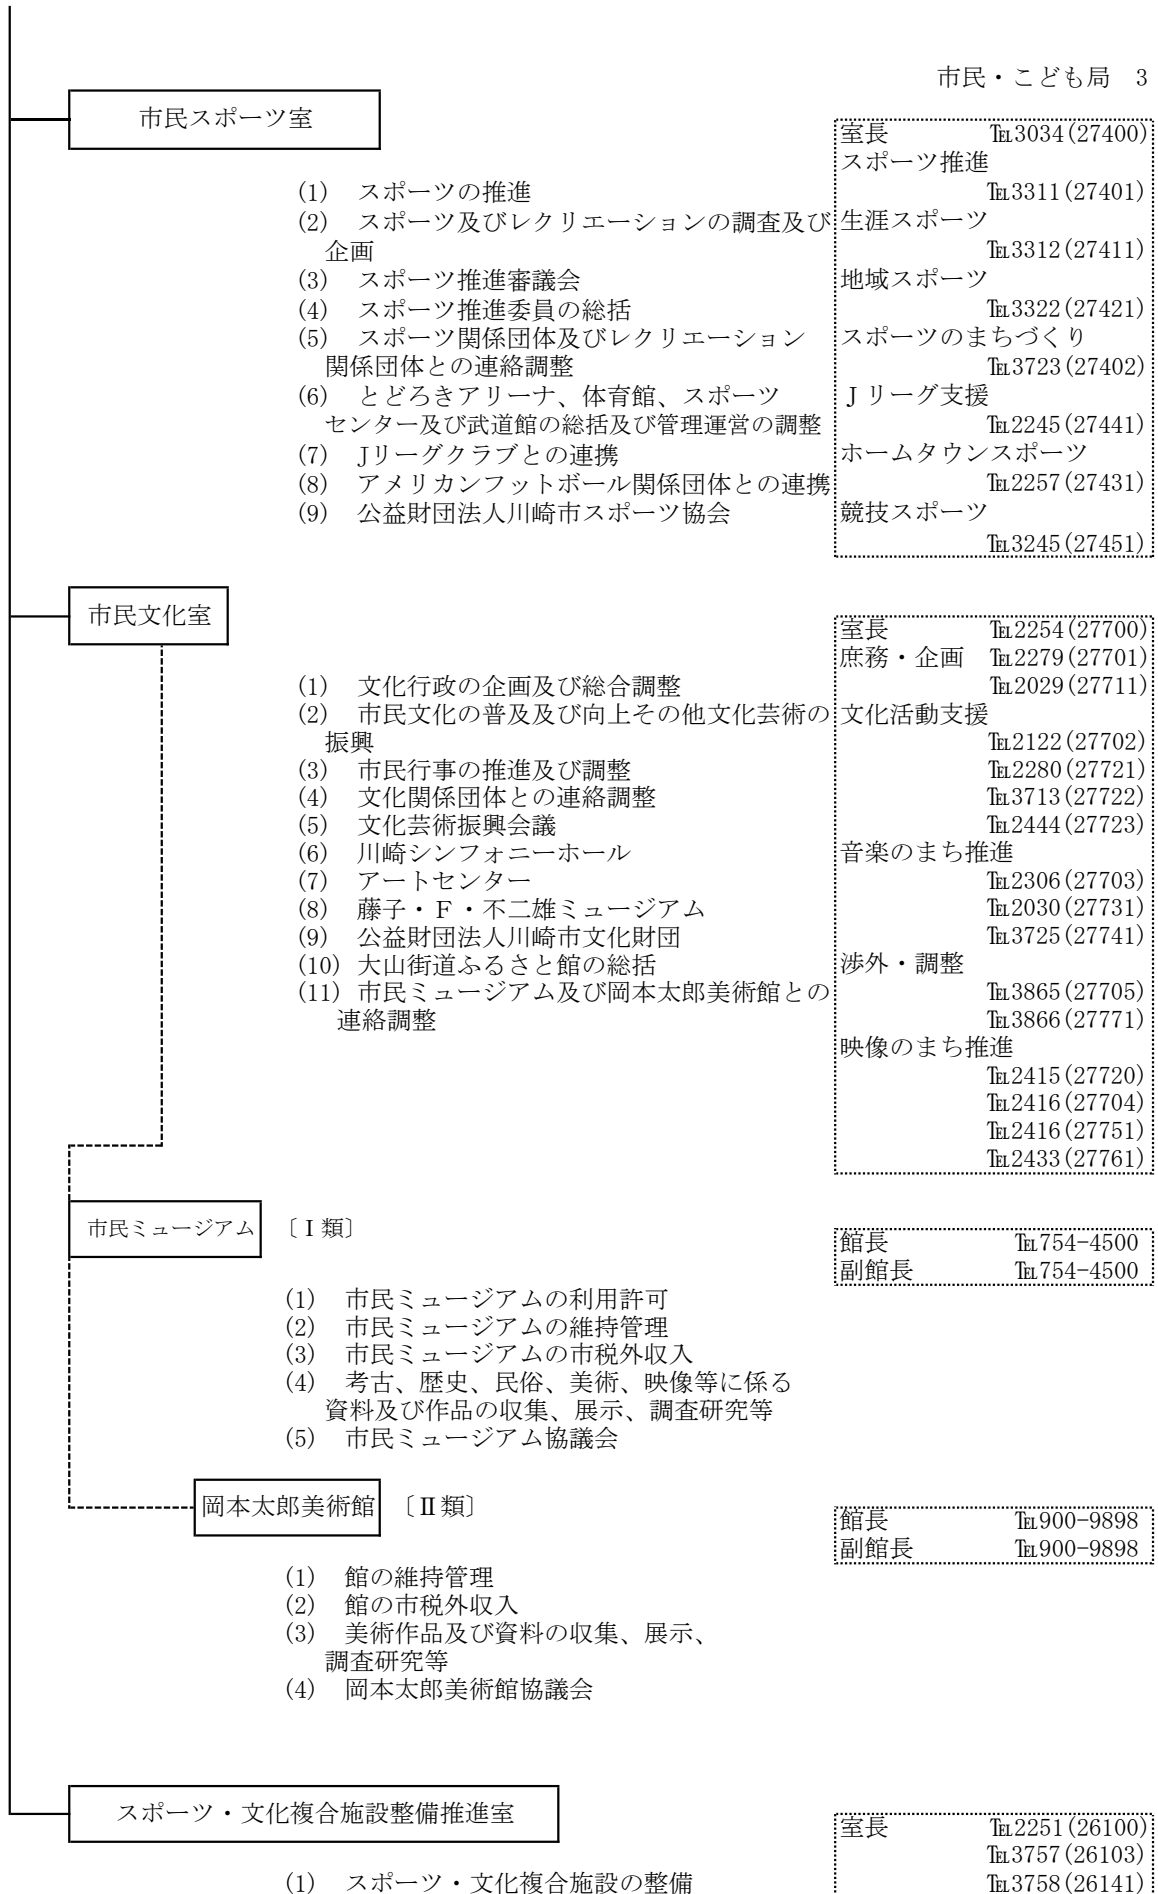 市民・こども局　3
市民スポーツ室
室長　℡3034(27400)
スポーツ推進
℡3311(27401)
生涯スポーツ
℡3312(27411)
地域スポーツ
℡3322(27421)
スポーツのまちづくり
℡3723(27402)
Ｊリーグ支援
℡2245(27441)
ホームタウンスポーツ
℡2257(27431)
競技スポーツ
℡3245(27451)
(1)　スポーツの推進
(2)　スポーツ及びレクリエーションの調査及び
企画
(3)　スポーツ推進審議会
(4)　スポーツ推進委員の総括
(5)　スポーツ関係団体及びレクリエーション
関係団体との連絡調整
(6)　とどろきアリーナ、体育館、スポーツ
センター及び武道館の総括及び管理運営の調整
(7)　Jリーグクラブとの連携
(8)　アメリカンフットボール関係団体との連携
(9)　公益財団法人川崎市スポーツ協会
市民文化室
室長　℡2254(27700)
庶務・企画　℡2279(27701)
℡2029(27711)
文化活動支援
℡2122(27702)
℡2280(27721)
℡3713(27722)
℡2444(27723)
音楽のまち推進
℡2306(27703)
℡2030(27731)
℡3725(27741)
渉外・調整
℡3865(27705)
℡3866(27771)
映像のまち推進
℡2415(27720)
℡2416(27704)
℡2416(27751)
℡2433(27761)
(1)　文化行政の企画及び総合調整
(2)　市民文化の普及及び向上その他文化芸術の
振興
(3)　市民行事の推進及び調整
(4)　文化関係団体との連絡調整
(5)　文化芸術振興会議
(6)　川崎シンフォニーホール
(7)　アートセンター
(8)　藤子・Ｆ・不二雄ミュージアム
(9)　公益財団法人川崎市文化財団
(10) 大山街道ふるさと館の総括
(11) 市民ミュージアム及び岡本太郎美術館との
連絡調整
市民ミュージアム　〔Ⅰ類〕
館長　℡754-4500
副館長　℡754-4500
(1)　市民ミュージアムの利用許可
(2)　市民ミュージアムの維持管理
(3)　市民ミュージアムの市税外収入
(4)　考古、歴史、民俗、美術、映像等に係る
資料及び作品の収集、展示、調査研究等
(5)　市民ミュージアム協議会
岡本太郎美術館　〔Ⅱ類〕
館長　℡900-9898
副館長　℡900-9898
(1)　館の維持管理
(2)　館の市税外収入
(3)　美術作品及び資料の収集、展示、
調査研究等
(4)　岡本太郎美術館協議会
スポーツ・文化複合施設整備推進室
室長　℡2251(26100)
℡3757(26103)
℡3758(26141)
(1)　スポーツ・文化複合施設の整備